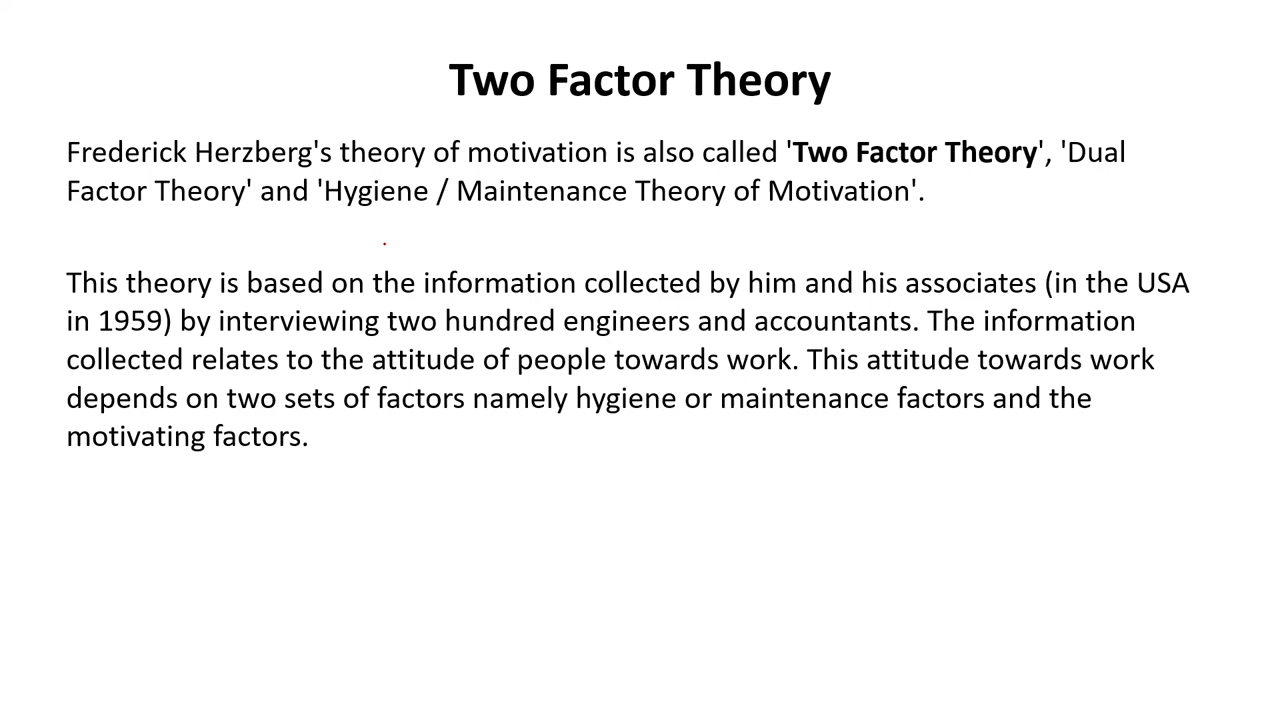 Two Factor Theory
Frederick Herzberg's theory of motivation is also called 'Two Factor Theory', 'Dual
Factor Theory' and 'Hygiene / Maintenance Theory of Motivation'.
This theory is based on the information collected by him and his associates (in the USA
in 1959) by interviewing two hundred engineers and accountants. The information
collected relates to the attitude of people towards work. This attitude towards work
depends on two sets of factors namely hygiene or maintenance factors and the
motivating factors.